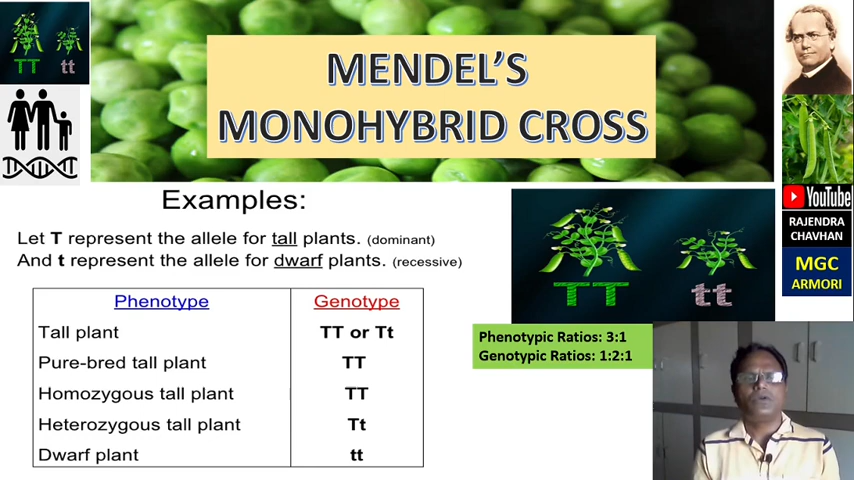 TT tt
MENDEL'S
MONOHYBRID CROSS
YouTube
RAJENDRA
CHAVHAN
MGC
ARMORI
Examples:
Let T represent the allele for tall plants. (dominant)
And t represent the allele for dwarf plants. (recessive)
Phenotype Genotype
Tall plant TT or Tt
Pure-bred tall plant TT
Homozygous tall plant TT
Heterozygous tall plant Tt
Dwarf plant tt
TT tt
Phenotypic Ratios: 3:1
Genotypic Ratios: 1:2:1